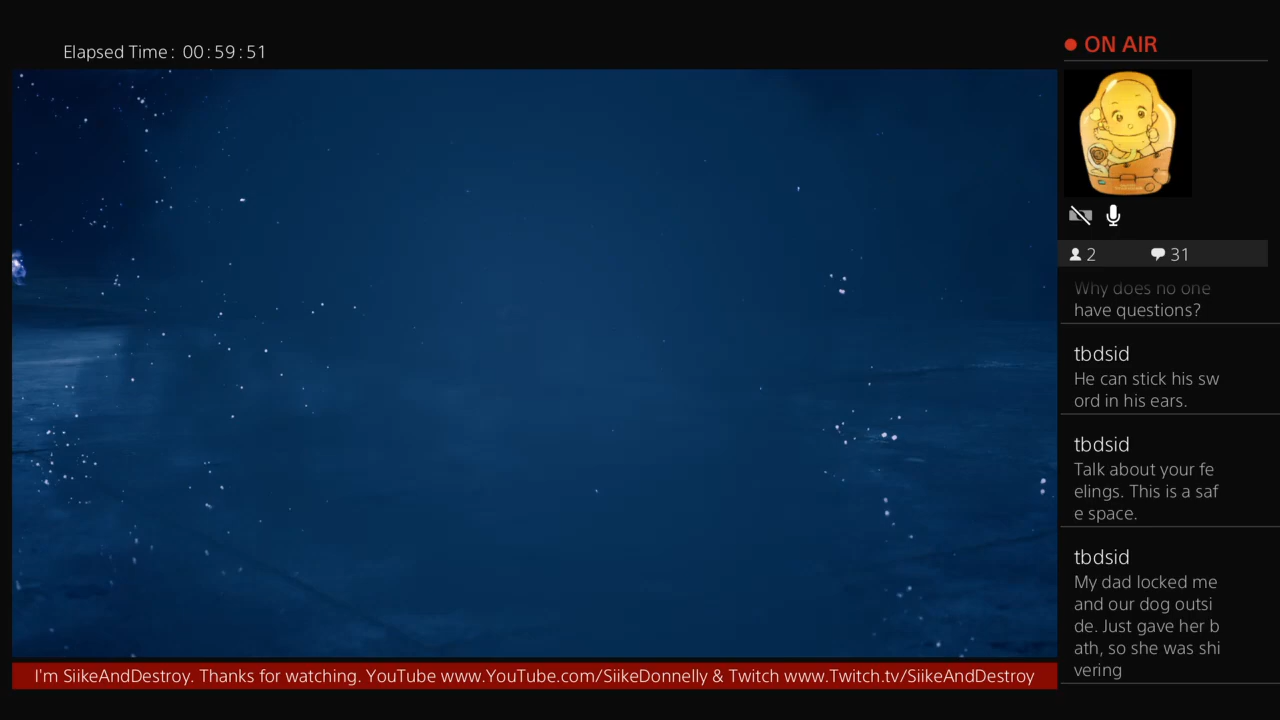 Elapsed Time: 00:59:51
ON AIR
2 31
Why does no one
have questions?
tbdsid
He can stick his sw
ord in his ears.
tbdsid
Talk about your fe
elings. This is a saf
e space.
tbdsid
My dad locked me
and our dog outsi
de. Just gave her b
ath, so she was shi
vering
I'm SiikeAndDestroy. Thanks for watching. YouTube www.YouTube.com/SiikeDonnelly & Twitch www.Twitch.tv/SiikeAndDestroy